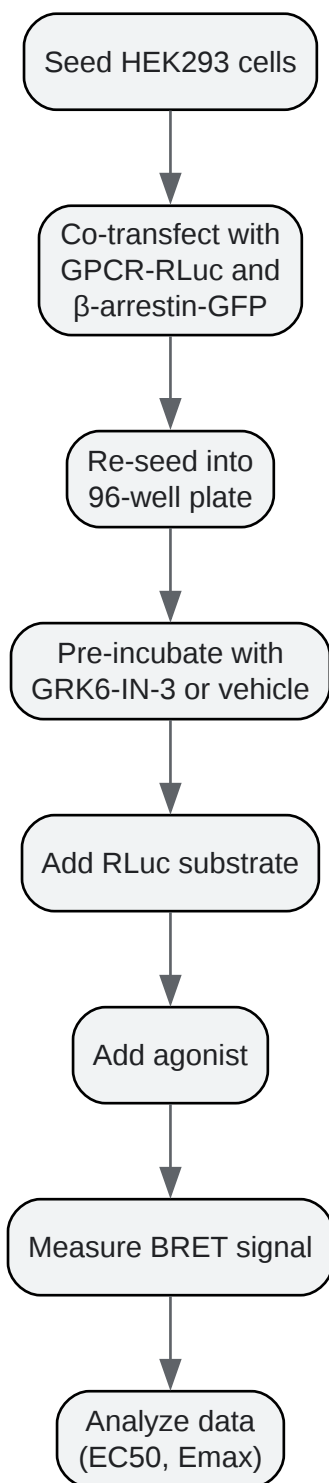 Seed HEK293 cells
Co-transfect with
GPCR-RLuc and
β-arrestin-GFP
Re-seed into
96-well plate
Pre-incubate with
GRK6-IN-3 or vehicle
Add RLuc substrate
Add agonist
Measure BRET signal
Analyze data
(EC50, Emax)